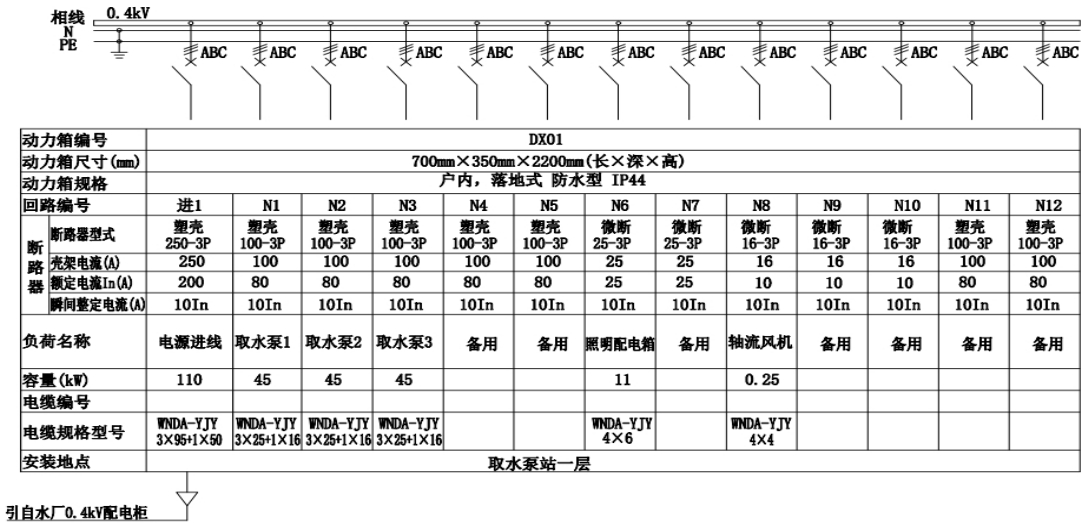 相线 0.4kV
N
PE
ABC ABC ABC ABC ABC ABC ABC ABC ABC ABC ABC ABC ABC
动力箱编号 DX01
动力箱尺寸(mm) 700mm×350mm×2200mm(长×深×高)
动力箱规格 户内，落地式 防水型 IP44
回路编号 进1 N1 N2 N3 N4 N5 N6 N7 N8 N9 N10 N11 N12
断路器
断路器型式 塑壳 塑壳 塑壳 塑壳 塑壳 塑壳 微断 微断 微断 微断 微断 塑壳 塑壳
250-3P 100-3P 100-3P 100-3P 100-3P 100-3P 25-3P 25-3P 16-3P 16-3P 16-3P 100-3P 100-3P
壳架电流(A) 250 100 100 100 100 100 25 25 16 16 16 100 100
额定电流In(A) 200 80 80 80 80 80 25 25 10 10 10 80 80
瞬间整定电流(A) 10In 10In 10In 10In 10In 10In 10In 10In 10In 10In 10In 10In 10In
负荷名称 电源进线 取水泵1 取水泵2 取水泵3 备用 备用 照明配电箱 备用 轴流风机 备用 备用 备用 备用
容量(kW) 110 45 45 45 11 0.25
电缆编号
电缆规格型号 WNDA-YJY WNDA-YJY WNDA-YJY WNDA-YJY WNDA-YJY WNDA-YJY
3×95+1×50 3×25+1×16 3×25+1×16 3×25+1×16 4×6 4×4
安装地点 取水泵站一层
引自水厂0.4kV配电柜